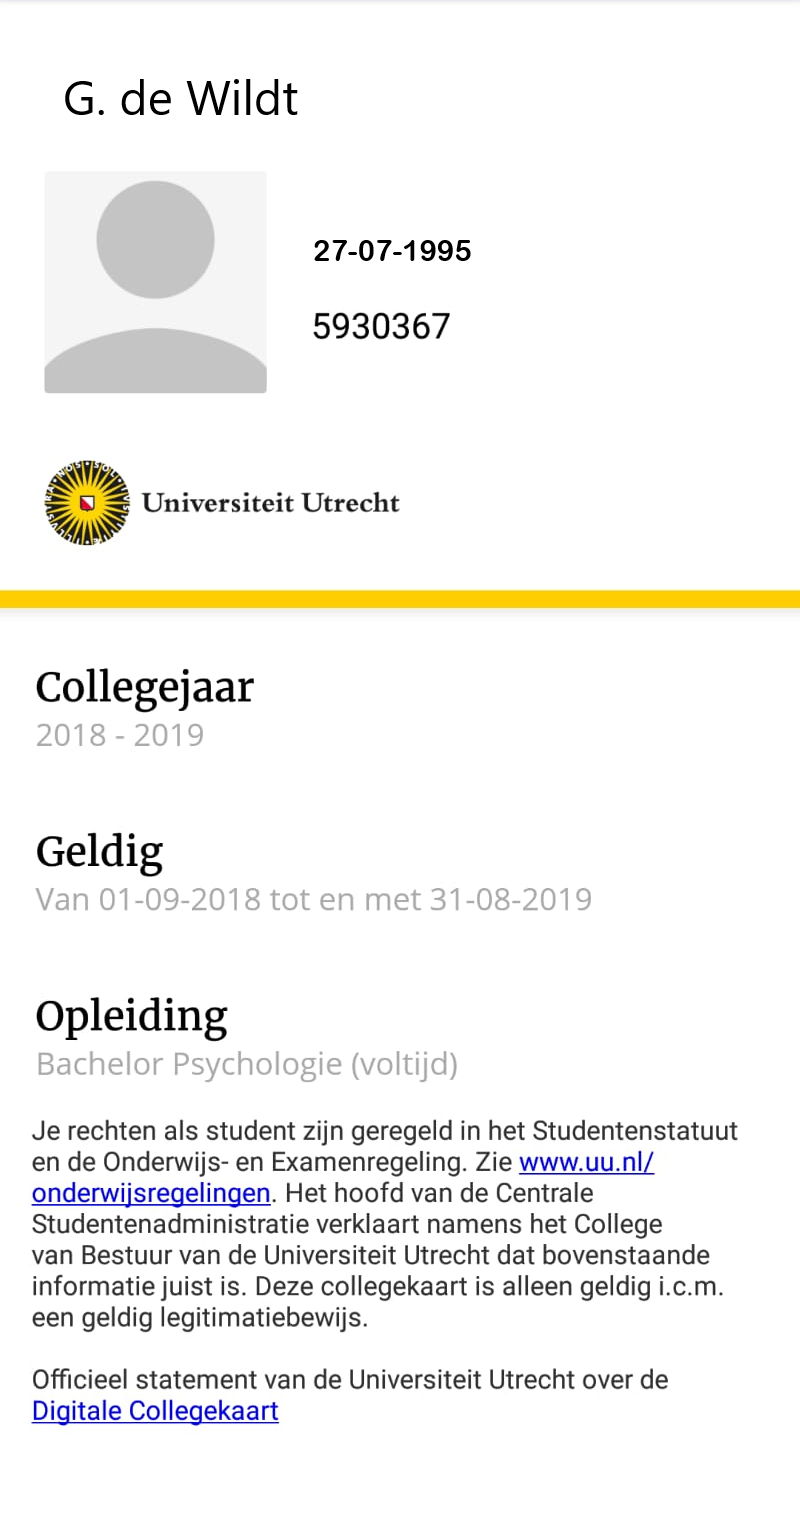 G. de Wildt
27-07-1995
5930367
Universiteit Utrecht
Collegejaar
2018 - 2019
Geldig
Van 01-09-2018 tot en met 31-08-2019
Opleiding
Bachelor Psychologie (voltijd)
Je rechten als student zijn geregeld in het Studentenstatuut
en de Onderwijs- en Examenregeling. Zie www.uu.nl/
onderwijsregelingen. Het hoofd van de Centrale
Studentenadministratie verklaart namens het College
van Bestuur van de Universiteit Utrecht dat bovenstaande
informatie juist is. Deze collegekaart is alleen geldig i.c.m.
een geldig legitimatiebewijs.
Officieel statement van de Universiteit Utrecht over de
Digitale Collegekaart